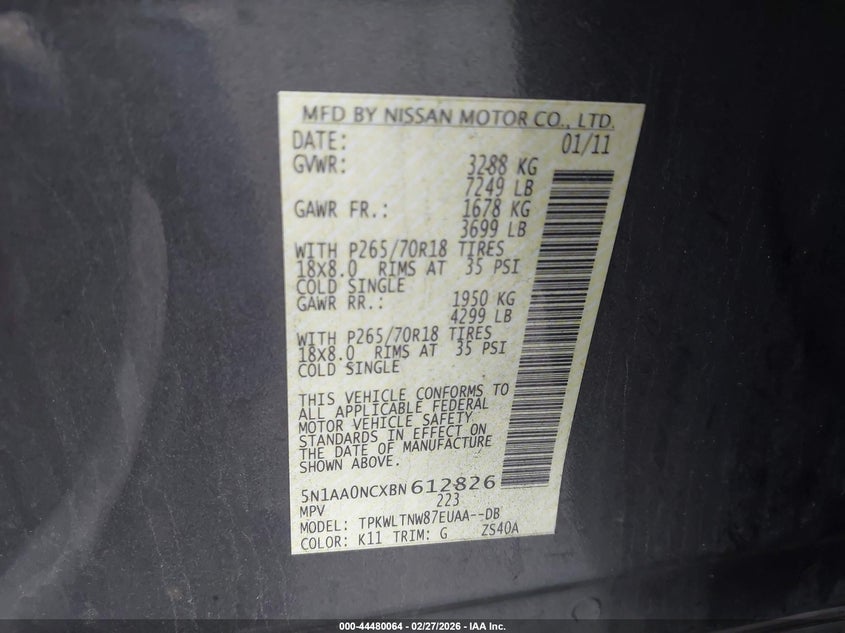 MFD BY NISSAN MOTOR CO., LTD.
DATE: 01/11
GVWR: 3288 KG
7249 LB
GAWR FR.: 1678 KG
3699 LB
WITH P265/70R18 TIRES
18X8.0 RIMS AT 35 PSI
COLD SINGLE
GAWR RR.: 1950 KG
4299 LB
WITH P265/70R18 TIRES
18X8.0 RIMS AT 35 PSI
COLD SINGLE
THIS VEHICLE CONFORMS TO
ALL APPLICABLE FEDERAL
MOTOR VEHICLE SAFETY
STANDARDS IN EFFECT ON
THE DATE OF MANUFACTURE
SHOWN ABOVE.
5N1AA0NCXBN612826
MPV 223
MODEL: TPKWLTNW87EUAA--DB
COLOR: K11 TRIM: G ZS40A
000-44480064 - 02/27/2026 - IAA Inc.